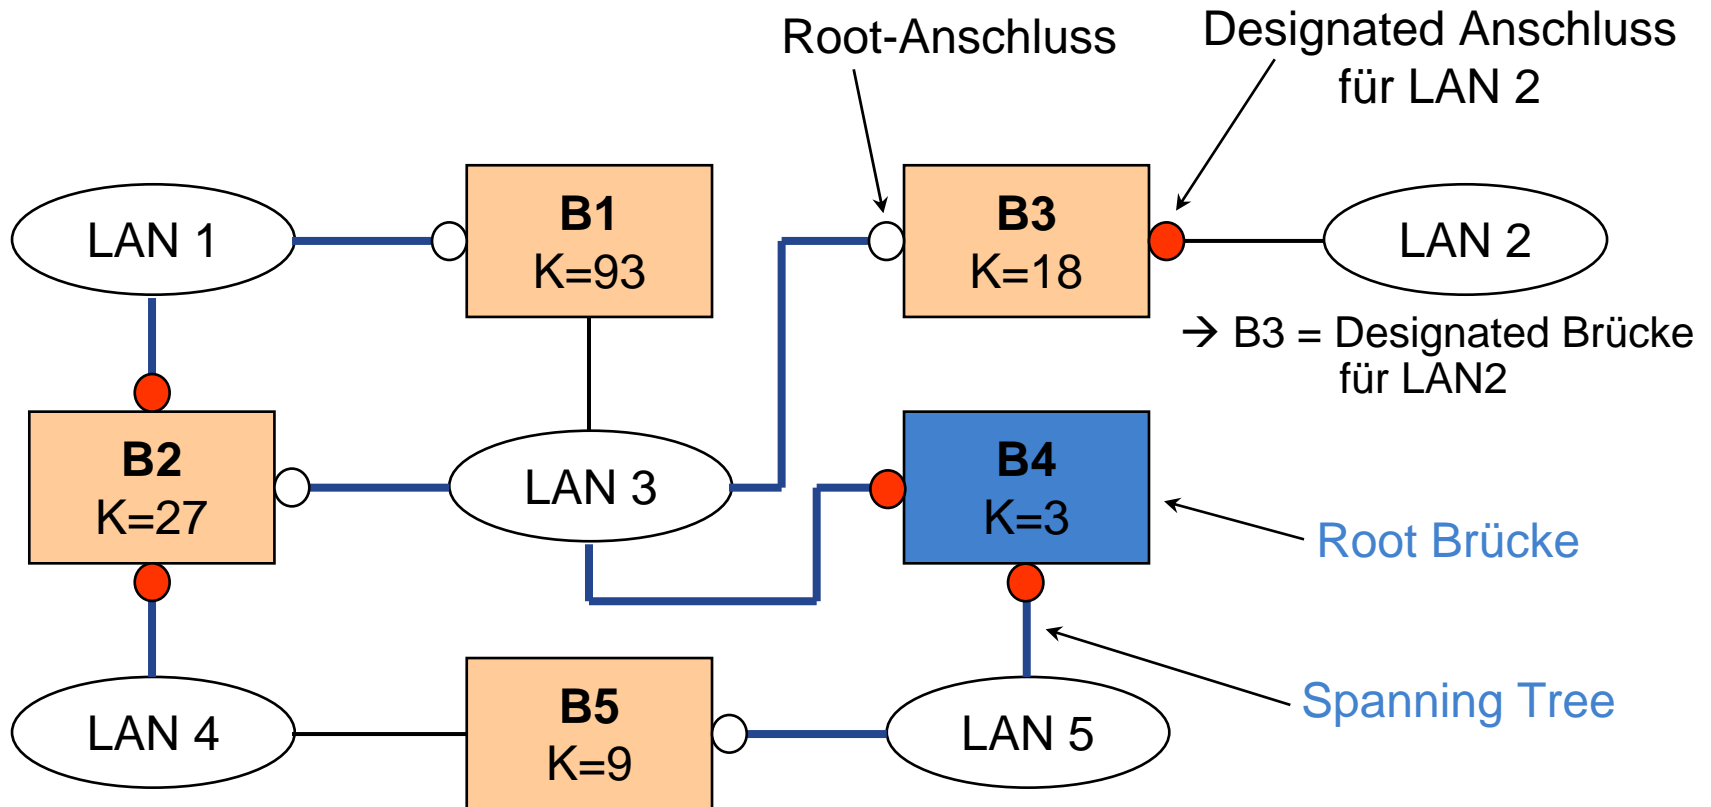 Root-Anschluss
Designated Anschluss
für LAN 2
LAN 1
B1
K=93
B3
K=18
LAN 2
→ B3 = Designated Brücke
für LAN2
B2
K=27
LAN 3
B4
K=3
Root Brücke
LAN 4
B5
K=9
LAN 5
Spanning Tree